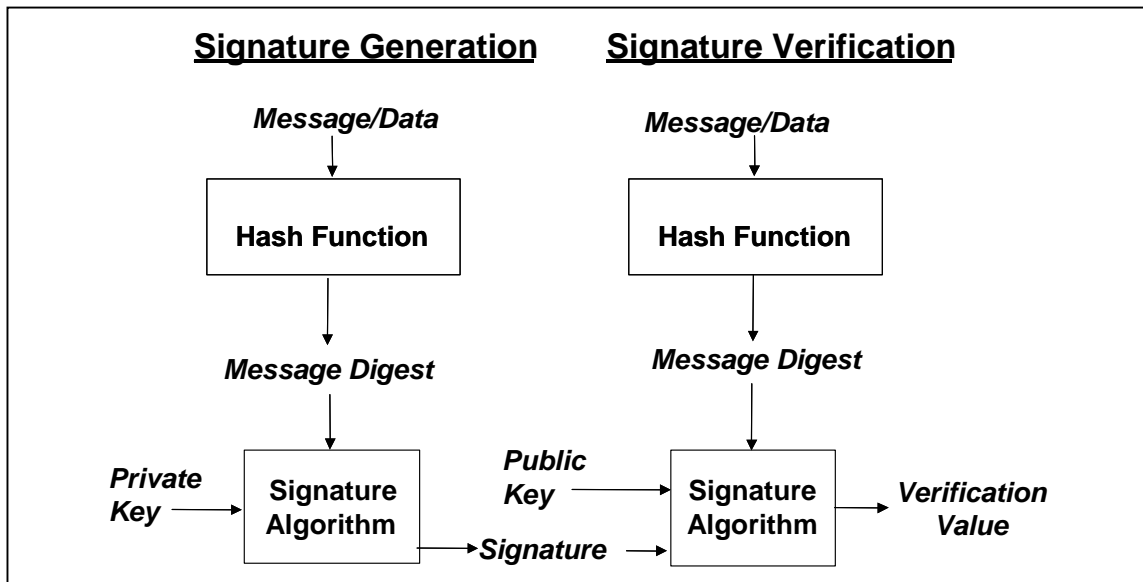 Signature Generation
Message/Data
Hash Function
Message Digest
Private
Key
Signature
Algorithm
Signature
Signature Verification
Message/Data
Hash Function
Message Digest
Public
Key
Signature
Algorithm
Verification
Value